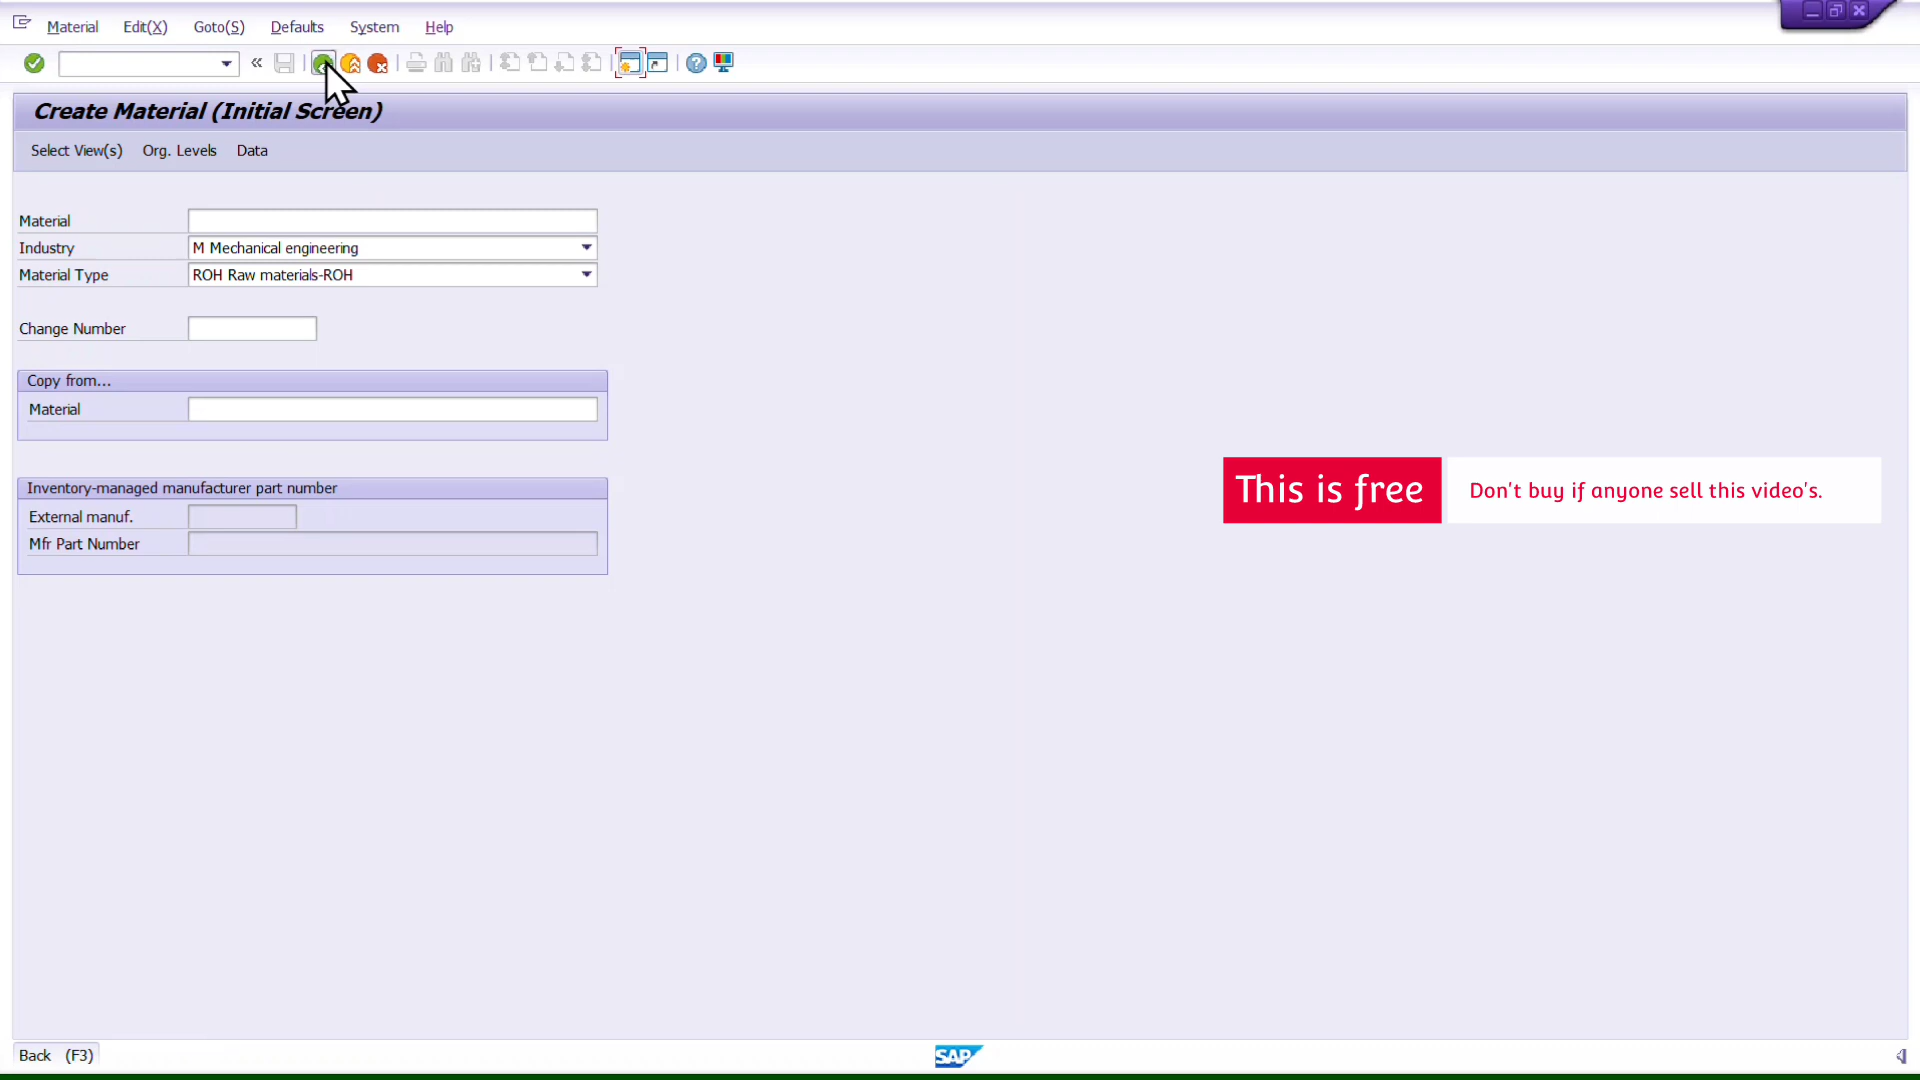 Material Edit(X) Goto(S) Defaults System Help
Create Material (Initial Screen)
Select View(s) Org. Levels Data
Material
Industry M Mechanical engineering
Material Type ROH Raw materials-ROH
Change Number
Copy from...
Material
This is free Don't buy if anyone sell this video's.
Inventory-managed manufacturer part number
External manuf.
Mfr Part Number
Back (F3) SAP